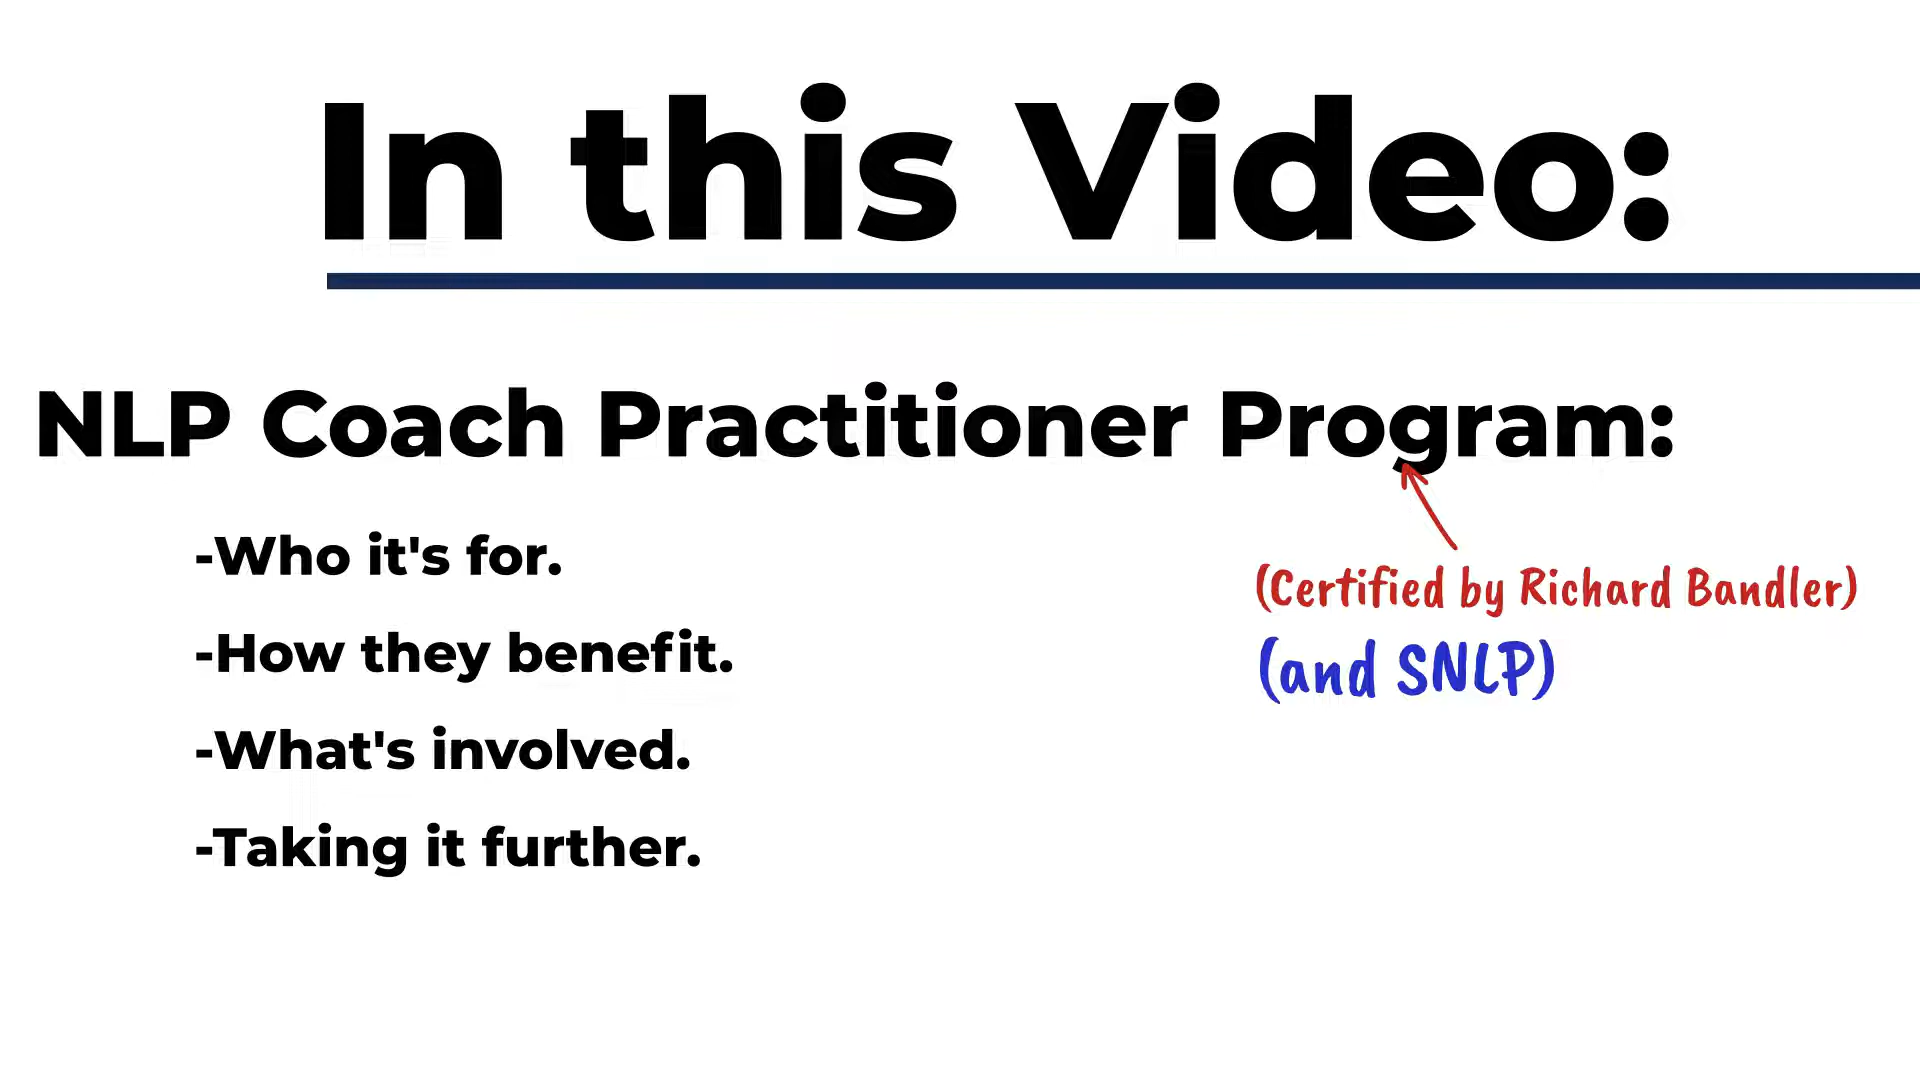 In this Video:
NLP Coach Practitioner Program:
-Who it's for.
-How they benefit.
-What's involved.
-Taking it further.
(Certified by Richard Bandler)
(and SNLP)